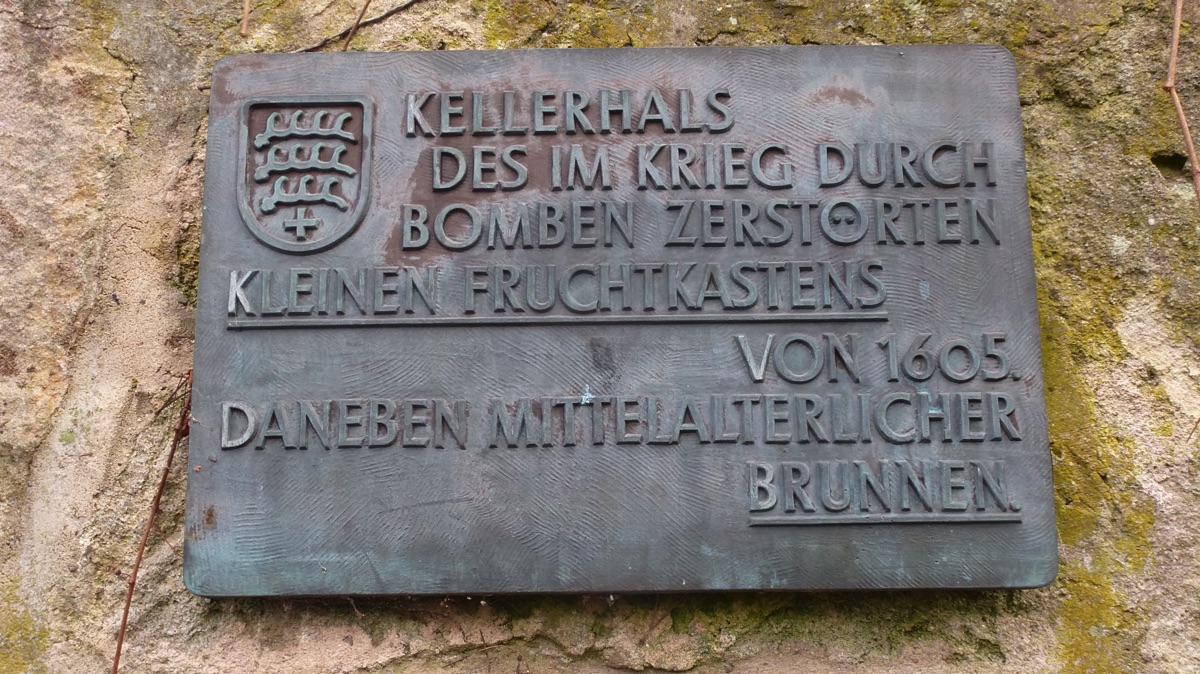 KELLERHALS
DES IM KRIEG DURCH
BOMBEN ZERSTÖRTEN
KLEINEN FRUCHTKASTENS
VON 1605.
DANEBEN MITTELALTERLICHER
BRUNNEN.